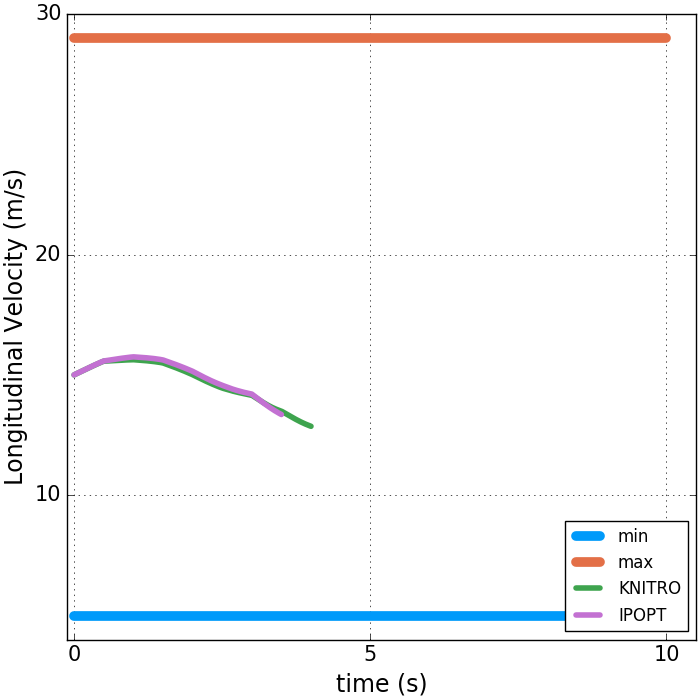 30
20
10
Longitudinal Velocity (m/s)
min
max
KNITRO
IPOPT
0
5
10
time (s)